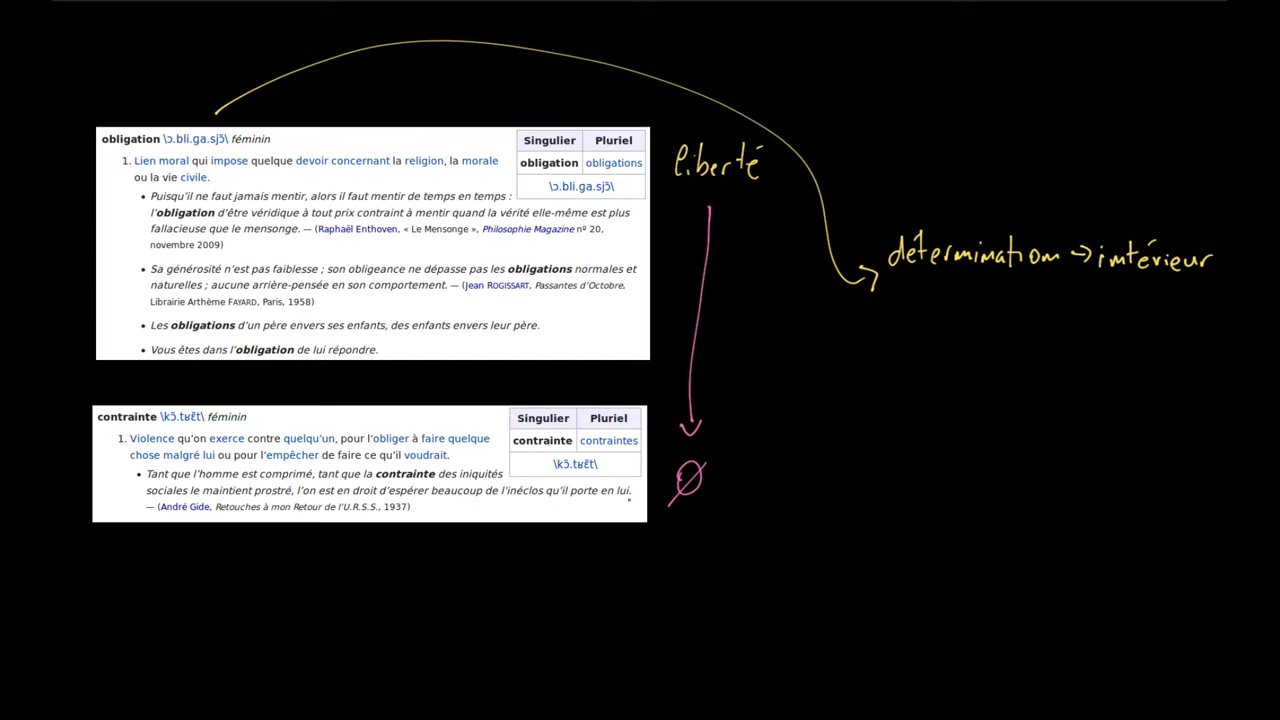 obligation \ɔ.bli.ga.sjɔ̃\ féminin
Singulier Pluriel
obligation obligations
\ɔ.bli.ga.sjɔ̃\
1. Lien moral qui impose quelque devoir concernant la religion, la morale
ou la vie civile.
• Puisqu’il ne faut jamais mentir, alors il faut mentir de temps en temps :
l’obligation d’être véridique à tout prix contraint à mentir quand la vérité elle-même est plus
fallacieuse que le mensonge. — (Raphaël Enthoven, « Le Mensonge », Philosophie Magazine nº 20,
novembre 2009)
• Sa générosité n’est pas faiblesse ; son obligeance ne dépasse pas les obligations normales et
naturelles ; aucune arrière-pensée en son comportement. — (Jean ROGISSART, Passantes d’Octobre,
Librairie Arthème FAYARD, Paris, 1958)
• Les obligations d’un père envers ses enfants, des enfants envers leur père.
• Vous êtes dans l’obligation de lui répondre.
liberté
détermination → intérieur
contrainte \kɔ̃.tʁɛ̃t\ féminin
Singulier Pluriel
contrainte contraintes
\kɔ̃.tʁɛ̃t\
1. Violence qu’on exerce contre quelqu’un, pour l’obliger à faire quelque
chose malgré lui ou pour l’empêcher de faire ce qu’il voudrait.
• Tant que l’homme est comprimé, tant que la contrainte des iniquités
sociales le maintient prostré, l’on est en droit d’espérer beaucoup de l’inéclos qu’il porte en lui.
— (André Gide, Retouches à mon Retour de l’U.R.S.S., 1937)
Ø